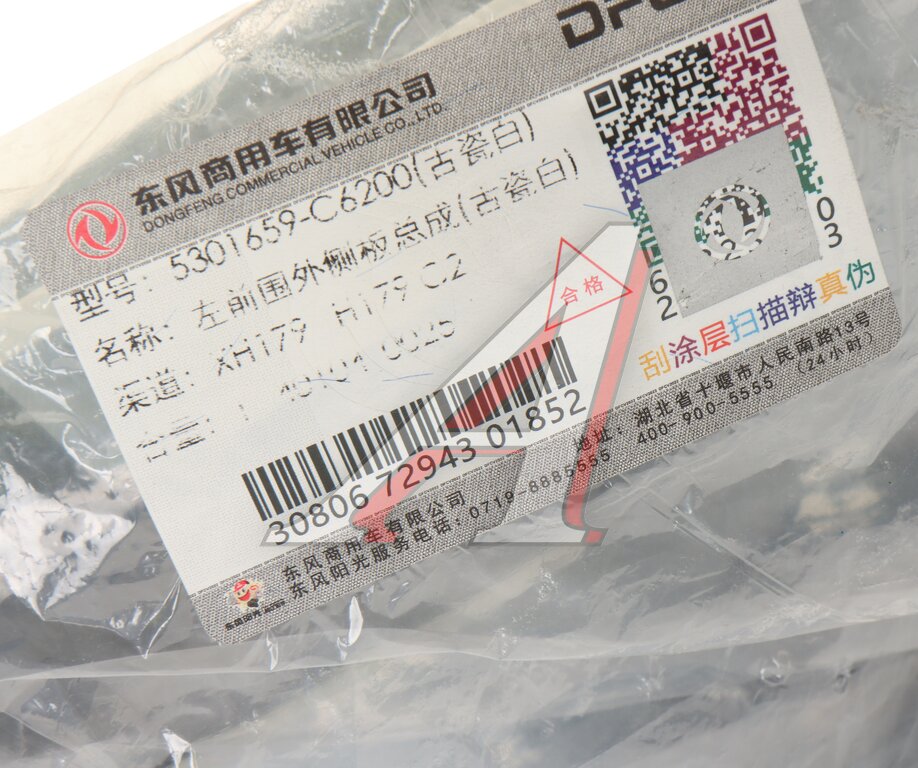 东风商用车有限公司
DONGFENG COMMERCIAL VEHICLE CO.,LTD.
型号: 5301659-C6200(古瓷白)
名称: 左前围外侧板总成(古瓷白)
渠道: XH179 H179 C2
合格
62
03
刮涂层扫描辩真伪
30806 72943 01852
东风商用车有限公司
地址: 湖北省十堰市人民南路13号
东风阳光服务电话: 0719-8885555 400-900-5555 (24小时)